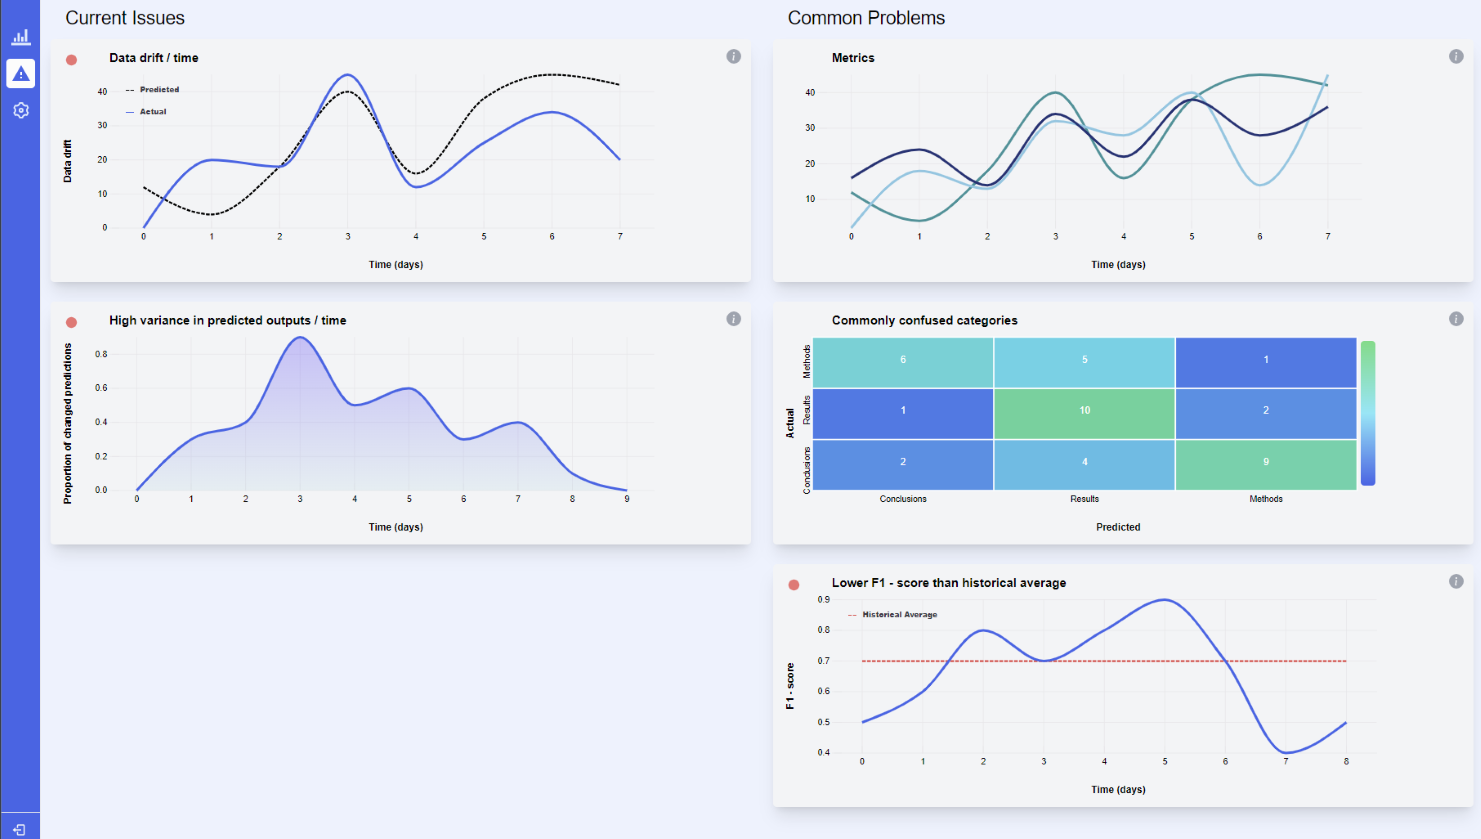 Current Issues
Data drift / time
Predicted
Actual
Data drift
40
30
20
10
0
0 1 2 3 4 5 6 7
Time (days)
High variance in predicted outputs / time
Proportion of changed predictions
0.8
0.6
0.4
0.2
0.0
0 1 2 3 4 5 6 7 8 9
Time (days)
Common Problems
Metrics
40
30
20
10
0 1 2 3 4 5 6 7
Time (days)
Commonly confused categories
Actual
Methods 6 5 1
Results 1 10 2
Conclusions 2 4 9
Conclusions Results Methods
Predicted
Lower F1 - score than historical average
Historical Average
F1 - score
0.9
0.8
0.7
0.6
0.5
0.4
0 1 2 3 4 5 6 7 8
Time (days)